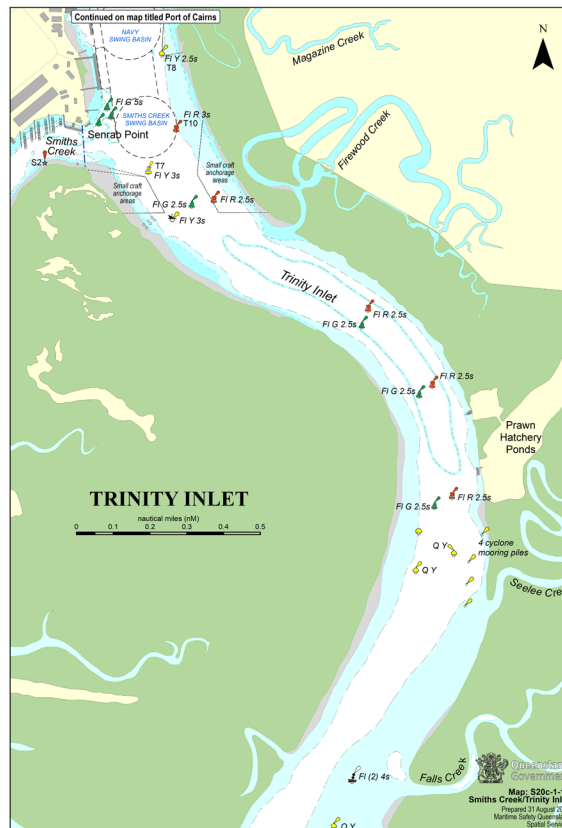 Continued on map titled Port of Cairns
N
NAVY
SWING BASIN
Magazine Creek
Fl Y 2.5s
T8
Fl G 5s
Fl R 3s
T10
SMITHS CREEK
SWING BASIN
Senrab Point
Firewood Creek
Smiths
Creek
S2
T7
Fl Y 3s
Small craft
anchorage
areas
Small craft
anchorage
areas
Fl G 2.5s
Fl R 2.5s
Fl Y 3s
Trinity Inlet
Fl R 2.5s
Fl G 2.5s
Fl R 2.5s
Fl G 2.5s
Prawn
Hatchery
Ponds
TRINITY INLET
nautical miles (nM)
0 0.1 0.2 0.3 0.4 0.5
Fl R 2.5s
Fl G 2.5s
4 cyclone
mooring piles
Q Y
Q Y
Seelee Cre
Falls Creek
Fl (2) 4s
Queensland
Government
Map: S20c-1-
Smiths Creek/Trinity Inl
Prepared 31 August 20
Maritime Safety Queensla
Spatial Servi
Q Y